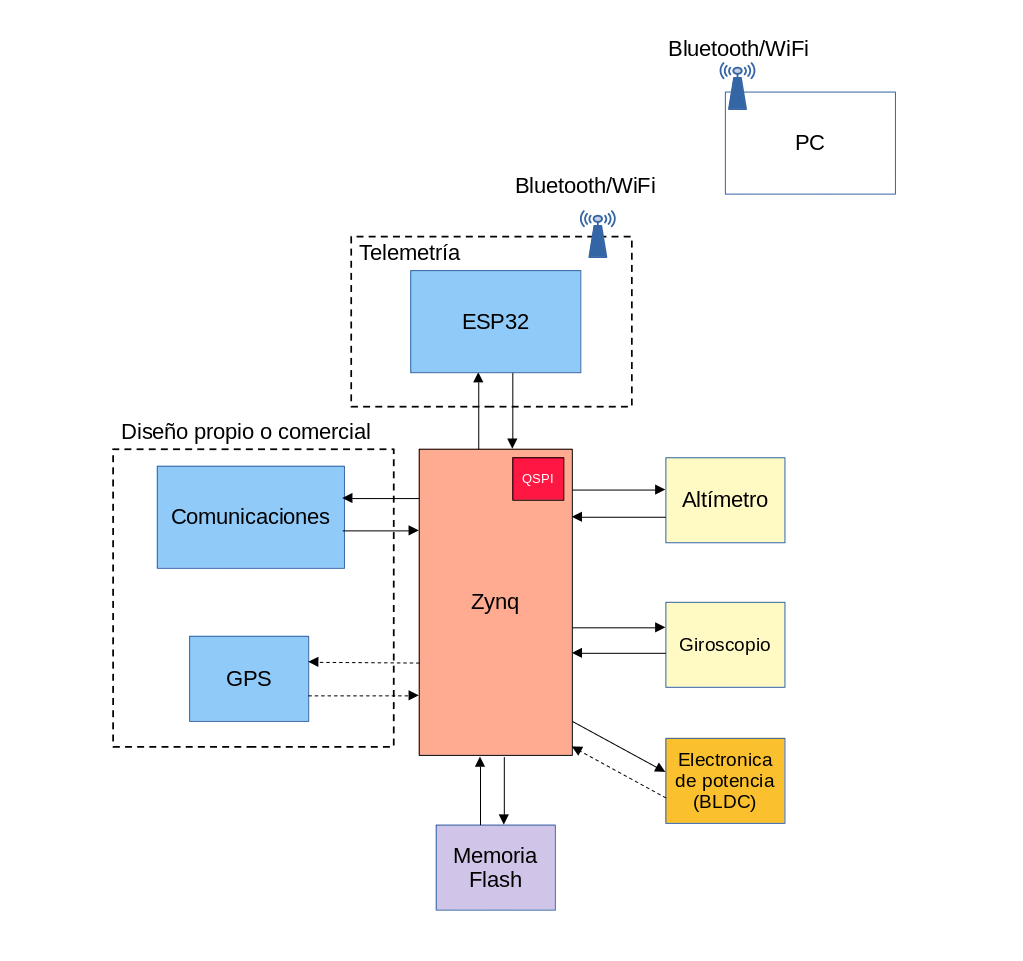 Bluetooth/WiFi
PC
Bluetooth/WiFi
Telemetría
ESP32
Diseño propio o comercial
Comunicaciones
GPS
QSPI
Zynq
Altímetro
Giroscopio
Electronica
de potencia
(BLDC)
Memoria
Flash